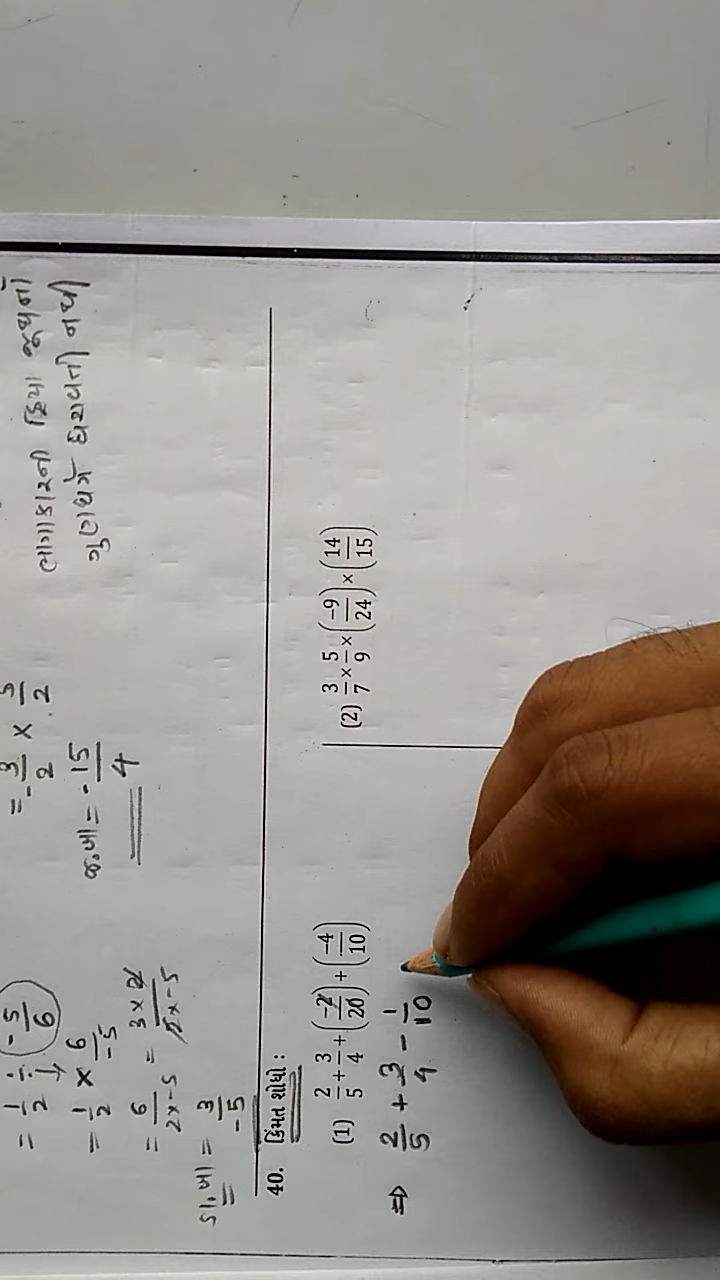 = 1/2 ÷ (-5/6)
= 1/2 × 6/-5
= 6/2×-5 = 3×2/2×-5
ડા.બા = 3/-5
= -3/2 × 5/2
જ.બા = -15/4
ભાગાકારની ક્રિયા જૂથનો
ગુણધર્મ ધરાવતી નથી
40. કિંમત શોધો :
(1) 2/5 + 3/4 + (-2/20) + (-4/10)
(2) 3/7 × 5/9 × (-9/24) × (14/15)
⇒ 2/5 + 3/4 - 1/10